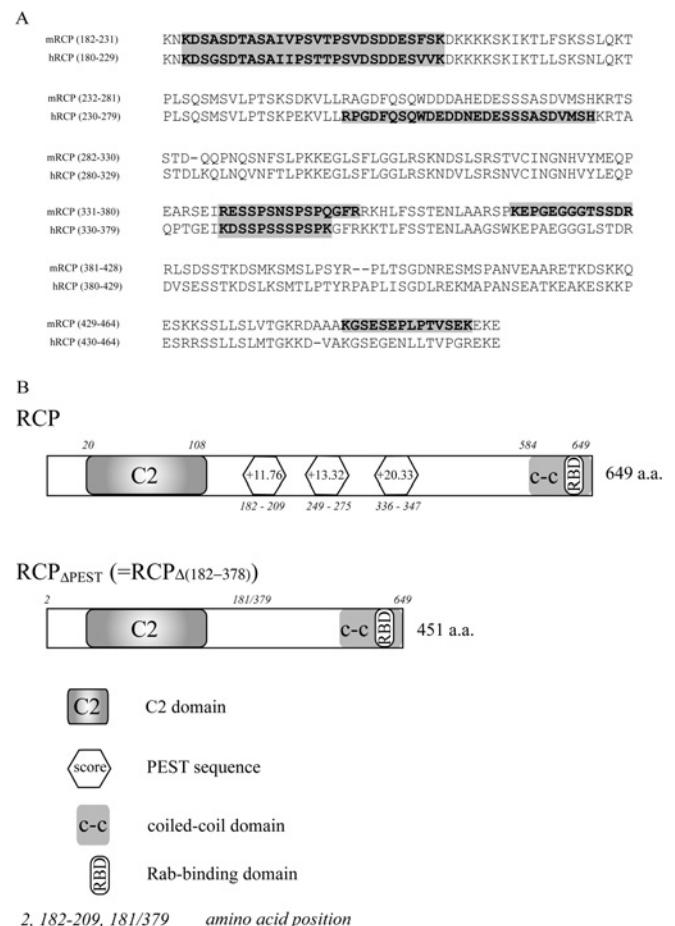 A
mRCP (182-231) KNKDSASDTASAIVPSVTPSVDSDDESFSKDKKKKSKIKTLFSKSSLQKT
hRCP (180-229) KNKDSGSDTASAIIPSTTPSVDSDDESVVKDKKKKSKIKTLLSKSNLQKT
mRCP (232-281) PLSQSMSVLPTSKSDKVLLRAGDFQSQWDDDAHEDESSSASDVMSHKRTS
hRCP (230-279) PLSQSMSVLPTSKPEKVLLRPGDFQSQWDEDDNEDESSSASDVMSHKRTA
mRCP (282-330) STD-QQPNQSNFSLPKKEGLSFLGGLRSKNDSLSRSTVCINGNHVYMEQP
hRCP (280-329) STDLKQLNQVNFTLPKKEGLSFLGGLRSKNDVLSRSNVCINGNHVYLEQP
mRCP (331-380) EARSEIRESSPSNSPSPQGFRRKHLFSSTENLAARSPKEPGEGGGTSSDR
hRCP (330-379) QPTGEIKDSSPSSSPSPKGFRKKTLFSSTENLAAGSWKEPAEGGGLSTDR
mRCP (381-428) RLSDSSTKDSMKSMSLPSYR--PLTSGDNRESMSPANVEAARETKDSKKQ
hRCP (380-429) DVSESSTKDSLKSMTLPTYRPAPLISGDLREKMAPANSEATKEAKESKKP
mRCP (429-464) ESKKSSLLSLVTGKRDAAAKGSESEPLPTVSEKEKE
hRCP (430-464) ESRRSSLLSLMTGKKD-VAKGSEGENLLTVPGREKE
B
RCP
20 108 584 649
C2 +11.76 +13.32 +20.33 c-c RBD 649 a.a.
182 - 209 249 - 275 336 - 347
RCPΔPEST (=RCPΔ(182–378))
2 181/379 649
C2 c-c RBD 451 a.a.
C2 C2 domain
score PEST sequence
c-c coiled-coil domain
RBD Rab-binding domain
2, 182-209, 181/379 amino acid position